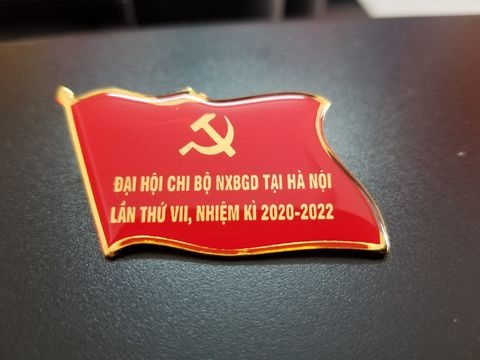 ĐẠI HỘI CHI BỘ NXBGD TẠI HÀ NỘI
LẦN THỨ VII, NHIỆM KÌ 2020-2022